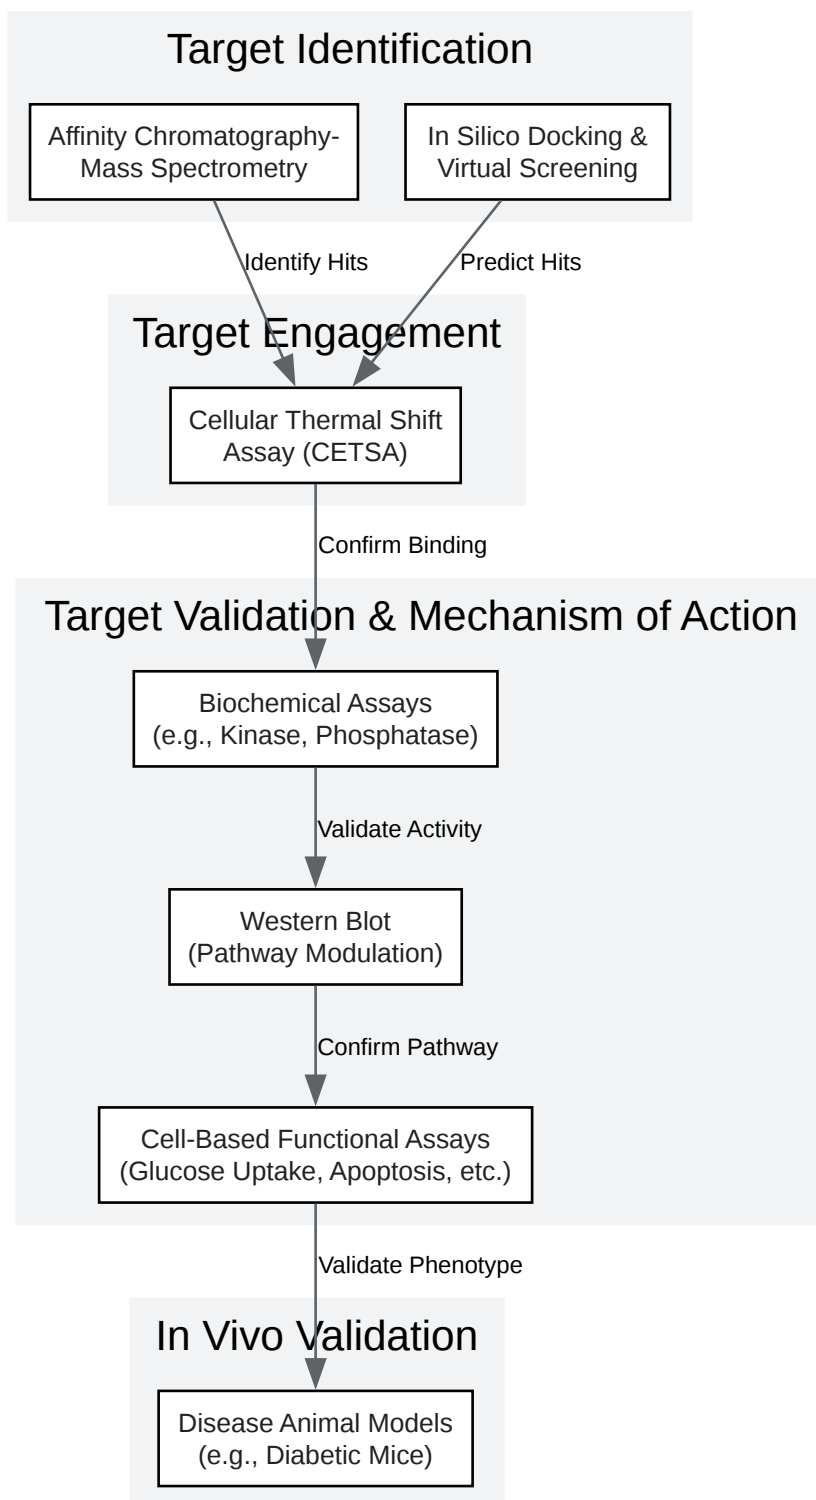 Target Identification
Affinity Chromatography-
Mass Spectrometry
In Silico Docking &
Virtual Screening
Identify Hits
Predict Hits
Target Engagement
Cellular Thermal Shift
Assay (CETSA)
Confirm Binding
Target Validation & Mechanism of Action
Biochemical Assays
(e.g., Kinase, Phosphatase)
Validate Activity
Western Blot
(Pathway Modulation)
Confirm Pathway
Cell-Based Functional Assays
(Glucose Uptake, Apoptosis, etc.)
Validate Phenotype
In Vivo Validation
Disease Animal Models
(e.g., Diabetic Mice)